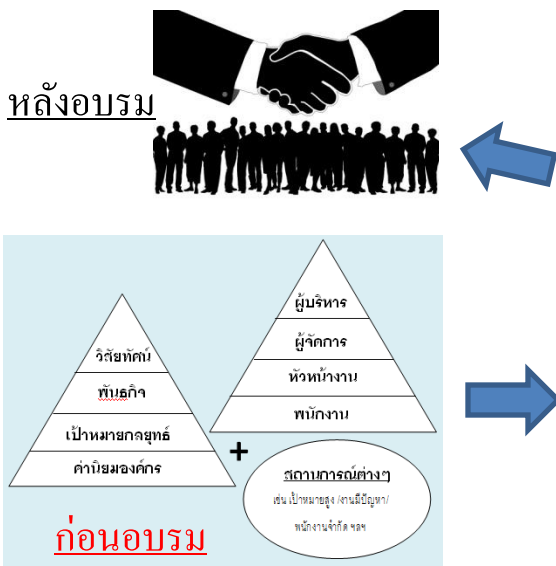 หลังอบรม
วิสัยทัศน์
พันธกิจ
เป้าหมายกลยุทธ์
ค่านิยมองค์กร
ผู้บริหาร
ผู้จัดการ
หัวหน้างาน
พนักงาน
+
สถานการณ์ต่างๆ
เช่น เป้าหมายสูง /งานมีปัญหา/
พนักงานจำกัด ฯลฯ
ก่อนอบรม